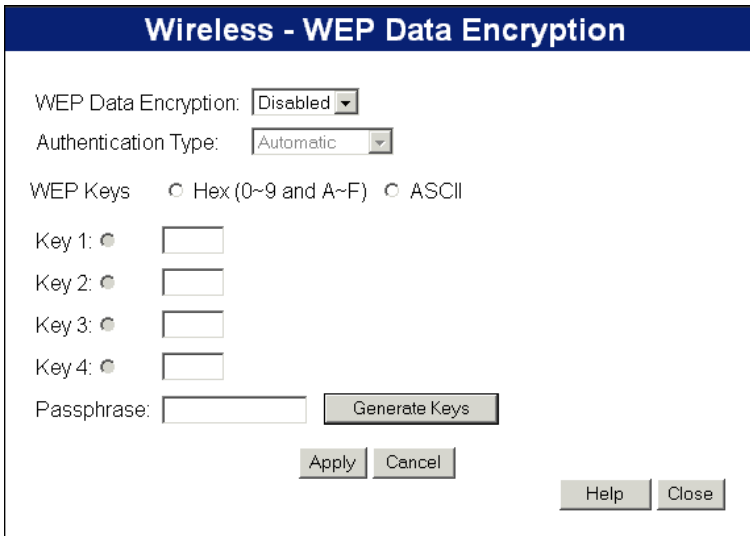 Wireless - WEP Data Encryption
WEP Data Encryption: Disabled
Authentication Type: Automatic
WEP Keys Hex (0~9 and A~F) ASCII
Key 1:
Key 2:
Key 3:
Key 4:
Passphrase: Generate Keys
Apply Cancel
Help Close